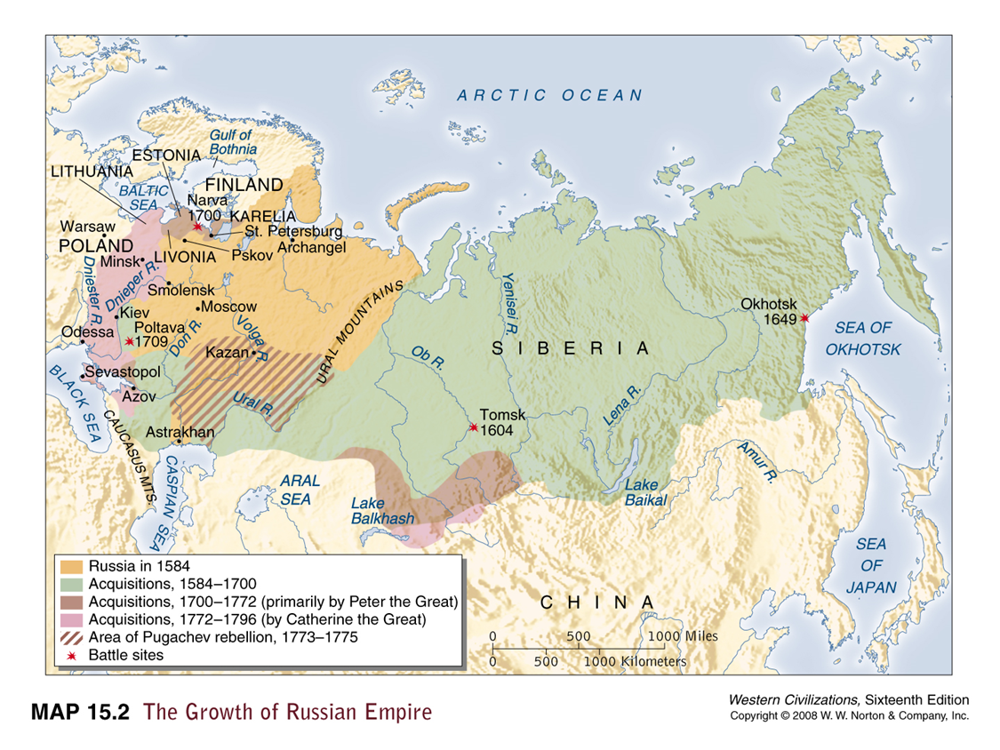 ARCTIC OCEAN
Gulf of
Bothnia
ESTONIA
LITHUANIA
FINLAND
BALTIC
SEA
Narva
1700
KARELIA
St. Petersburg
Warsaw
POLAND
Archangel
Minsk
LIVONIA
Pskov
Dniester R.
Dnieper R.
Smolensk
Moscow
Kiev
Poltava
1709
Odessa
Don R.
Volga R.
Kazan
URAL MOUNTAINS
Yenisei R.
Okhotsk
1649
SEA OF
OKHOTSK
SIBERIA
Ob R.
Sevastopol
BLACK SEA
Azov
Ural R.
Lena R.
Tomsk
1604
CAUCASUS MTS.
Astrakhan
CASPIAN SEA
ARAL
SEA
Lake
Balkhash
Lake
Baikal
Amur R.
SEA
OF
JAPAN
CHINA
Russia in 1584
Acquisitions, 1584–1700
Acquisitions, 1700–1772 (primarily by Peter the Great)
Acquisitions, 1772–1796 (by Catherine the Great)
Area of Pugachev rebellion, 1773–1775
Battle sites
0 500 1000 Miles
0 500 1000 Kilometers
MAP 15.2 The Growth of Russian Empire
Western Civilizations, Sixteenth Edition
Copyright © 2008 W. W. Norton & Company, Inc.